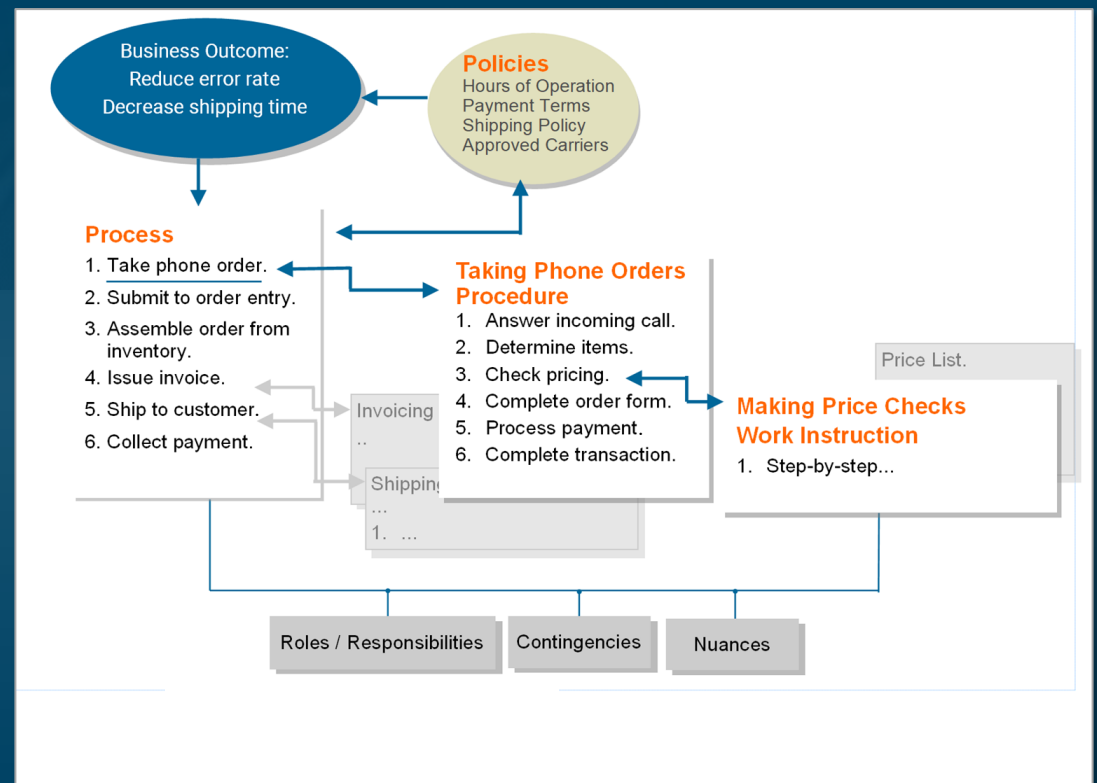 Business Outcome:
Reduce error rate
Decrease shipping time
Policies
Hours of Operation
Payment Terms
Shipping Policy
Approved Carriers
Process
1. Take phone order.
2. Submit to order entry.
3. Assemble order from
inventory.
4. Issue invoice.
5. Ship to customer.
6. Collect payment.
Invoicing
..
Shipping
...
1. ...
Taking Phone Orders
Procedure
1. Answer incoming call.
2. Determine items.
3. Check pricing.
4. Complete order form.
5. Process payment.
6. Complete transaction.
Price List.
Making Price Checks
Work Instruction
1. Step-by-step...
Roles / Responsibilities
Contingencies
Nuances